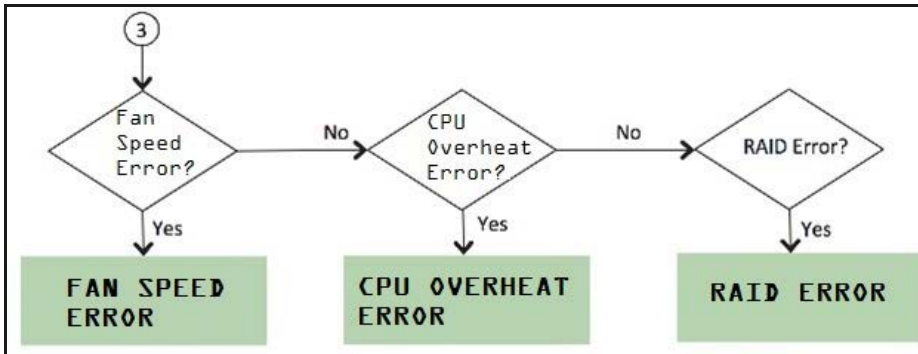 3
Fan
Speed
Error?
No
CPU
Overheat
Error?
No
RAID Error?
Yes
Yes
Yes
FAN SPEED
ERROR
CPU OVERHEAT
ERROR
RAID ERROR